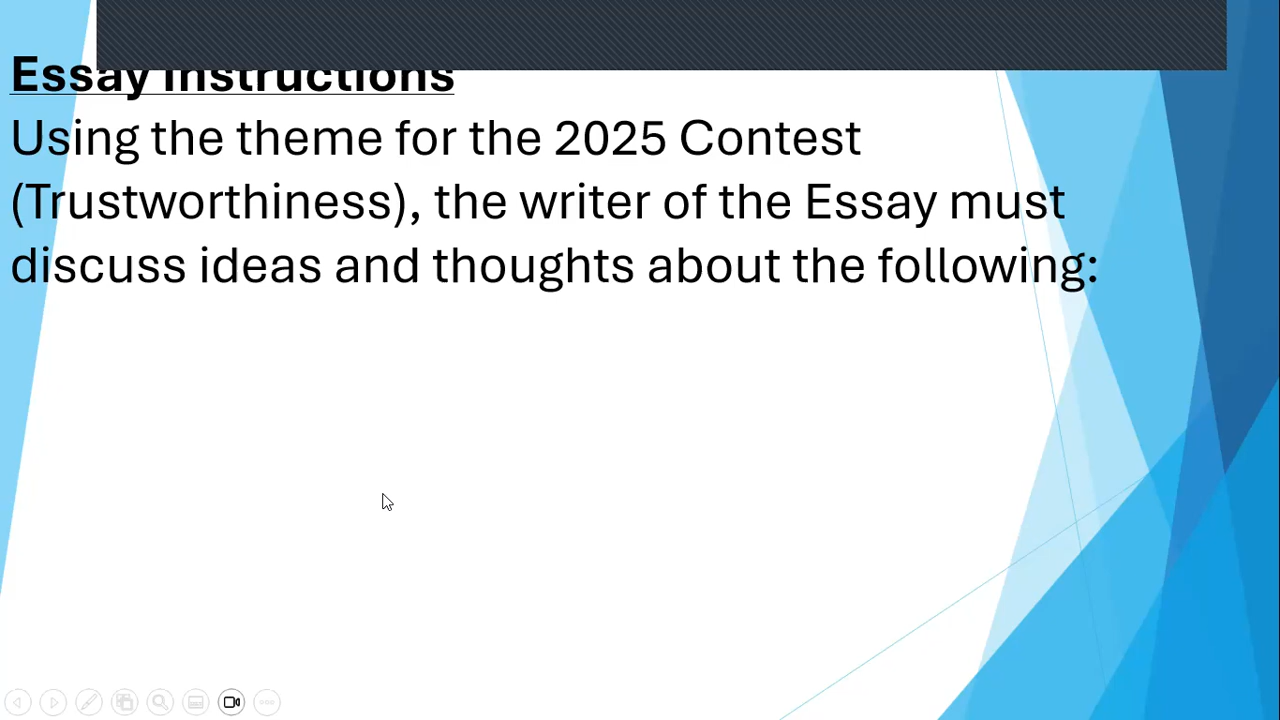 Essay Instructions
Using the theme for the 2025 Contest
(Trustworthiness), the writer of the Essay must
discuss ideas and thoughts about the following: